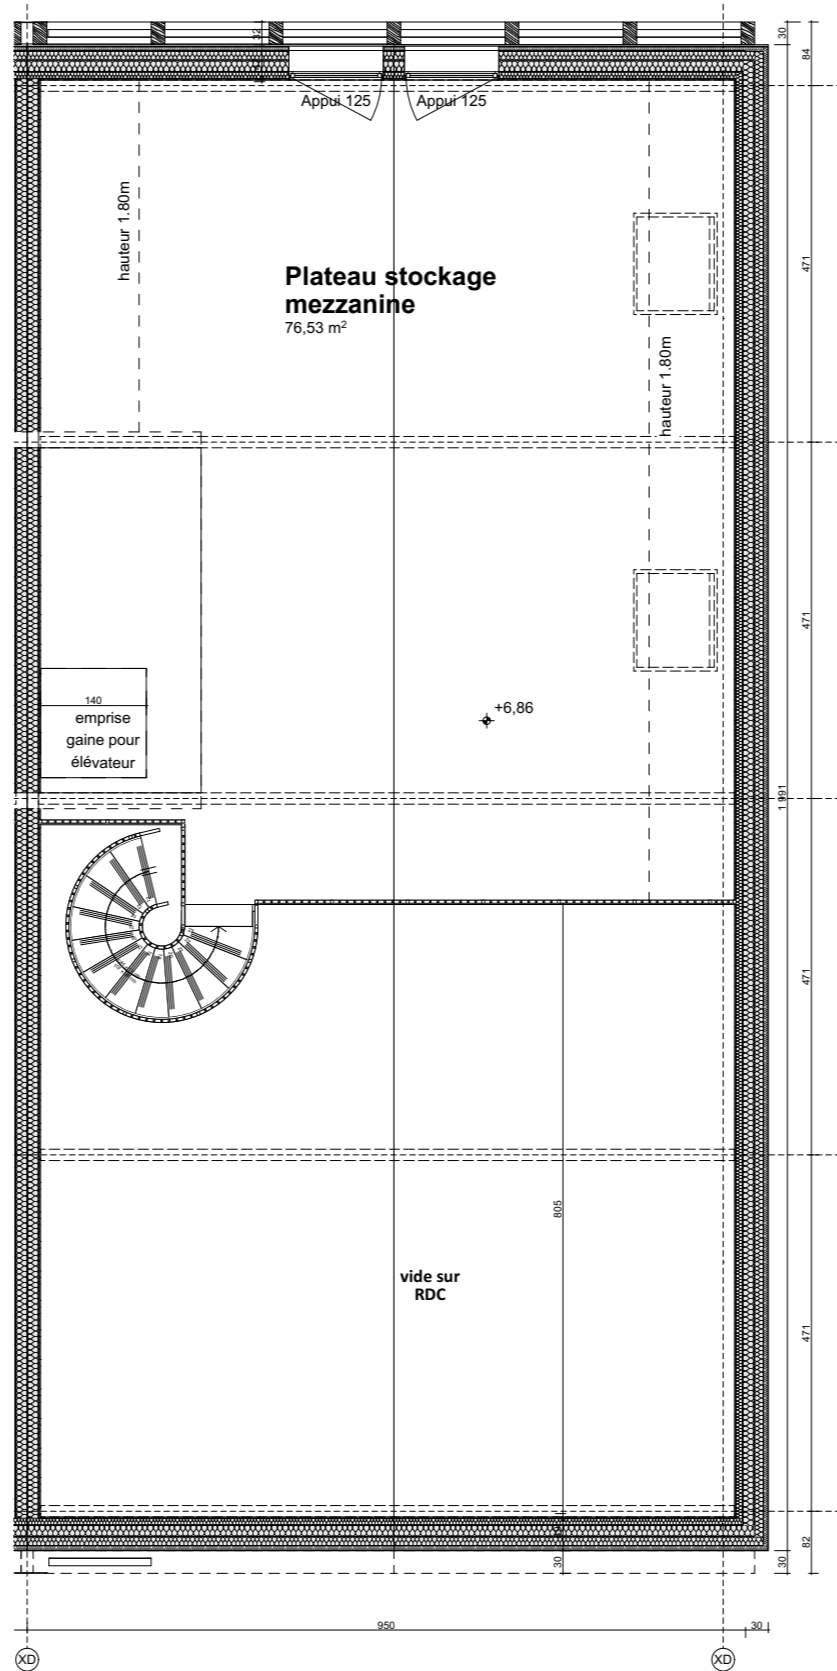 32
30
84
Appui 125
Appui 125
hauteur 1.80m
Plateau stockage
mezzanine
76,53 m²
471
hauteur 1.80m
471
+6,86
140
emprise
gaine pour
élévateur
1 991
471
805
vide sur
RDC
471
82
30
30
950
30
XD
XD